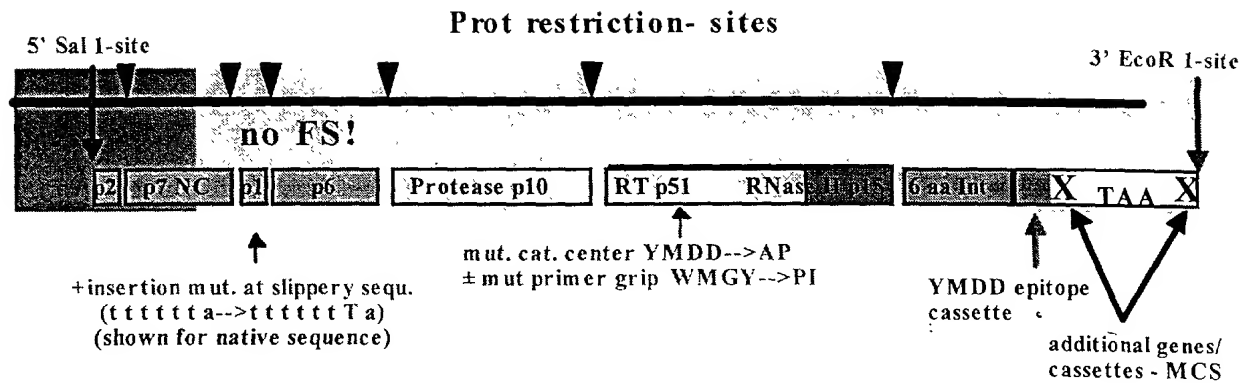 Prot restriction- sites
5' Sal 1-site
3' EcoR 1-site
no FS!
p2 p7 NC p1 p6 Protease p10 RT p51 RNase H p15 6 aa Int X TAA X
mut. cat. center YMDD-->AP
± mut primer grip WMGY-->PI
+insertion mut. at slippery sequ.
(t t t t t t a-->t t t t t t T a)
(shown for native sequence)
YMDD epitope
cassette
additional genes/
cassettes - MCS